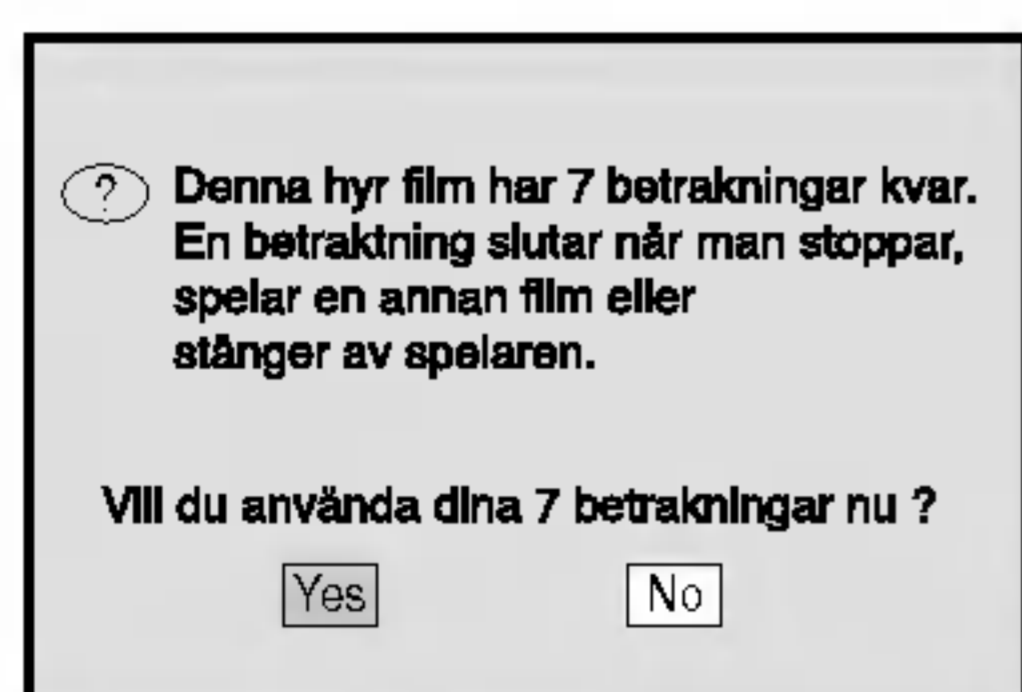 ? Denna hyr film har 7 betrakningar kvar.
En betraktning slutar når man stoppar,
spelar en annan film eller
stånger av spelaren.
Vill du använda dina 7 betrakningar nu ?
Yes No